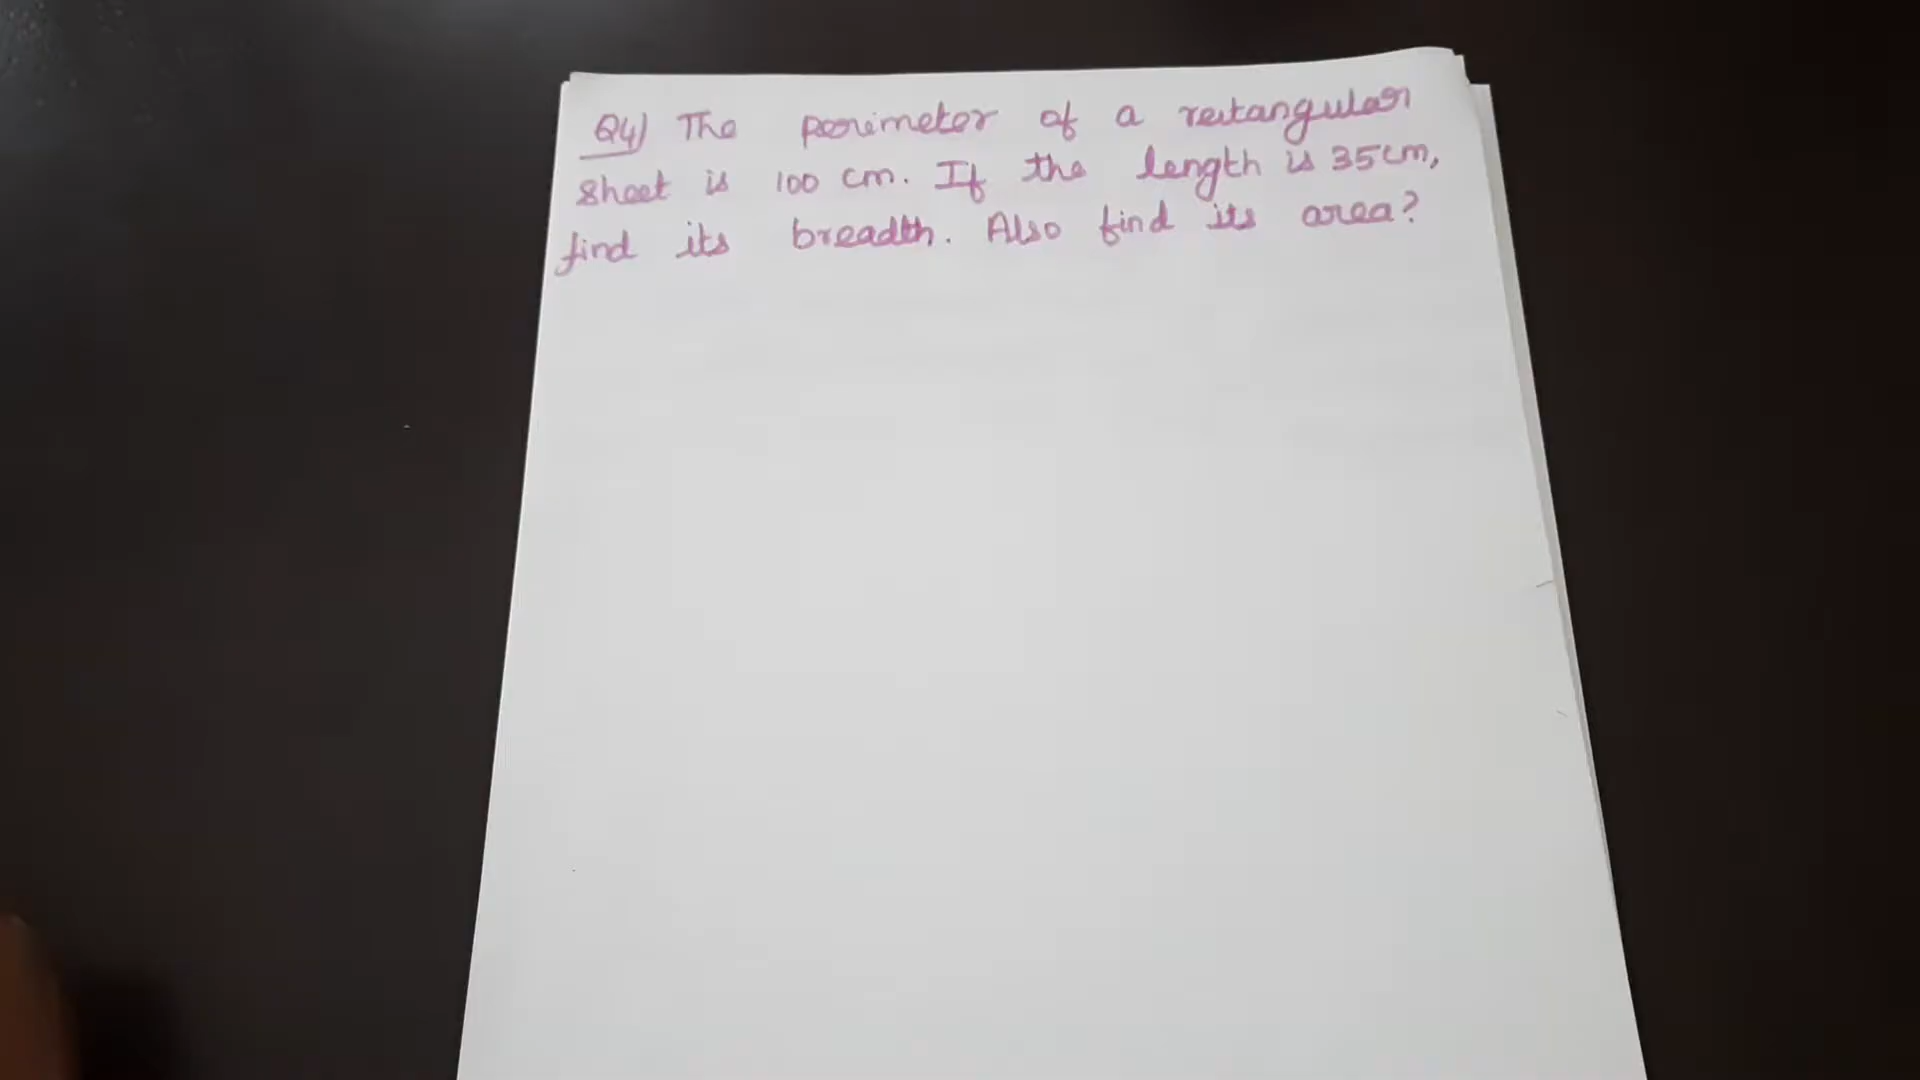 Q4) The perimeter of a rectangular
sheet is 100 cm. If the length is 35cm,
find its breadth. Also find its area?